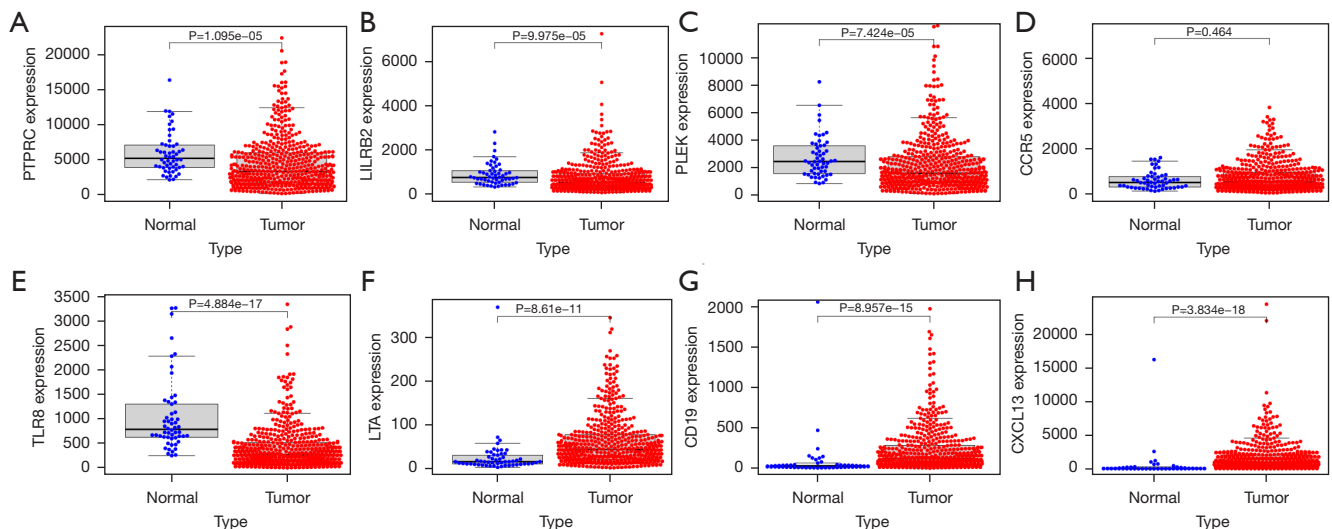 A
PTPRC expression
20000
15000
10000
5000
0
P=1.095e−05
Normal
Tumor
Type
B
LILRB2 expression
6000
4000
2000
0
P=9.975e−05
Normal
Tumor
Type
C
PLEK expression
10000
8000
6000
4000
2000
0
P=7.424e−05
Normal
Tumor
Type
D
CCR5 expression
6000
4000
2000
0
P=0.464
Normal
Tumor
Type
E
TLR8 expression
3500
3000
2500
2000
1500
1000
500
0
P=4.884e−17
Normal
Tumor
Type
F
LTA expression
300
200
100
0
P=8.61e−11
Normal
Tumor
Type
G
CD19 expression
2000
1500
1000
500
0
P=8.957e−15
Normal
Tumor
Type
H
CXCL13 expression
20000
15000
10000
5000
0
P=3.834e−18
Normal
Tumor
Type